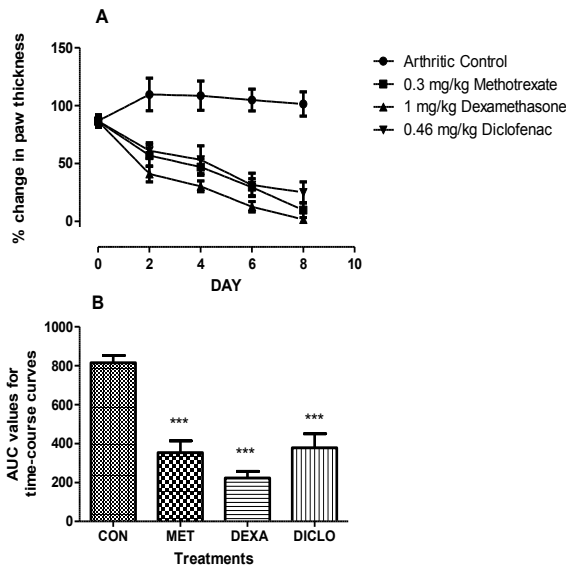 A
% change in paw thickness
150
100
50
0
0 2 4 6 8 10
DAY
Arthritic Control
0.3 mg/kg Methotrexate
1 mg/kg Dexamethasone
0.46 mg/kg Diclofenac
B
AUC values for
time-course curves
1000
800
600
400
200
0
***
***
***
CON MET DEXA DICLO
Treatments